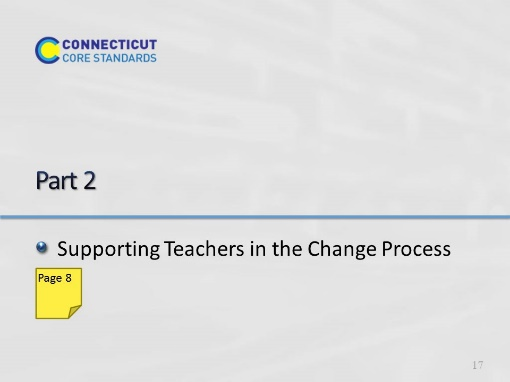 CONNECTICUT
CORE STANDARDS
Part 2
Supporting Teachers in the Change Process
Page 8
17